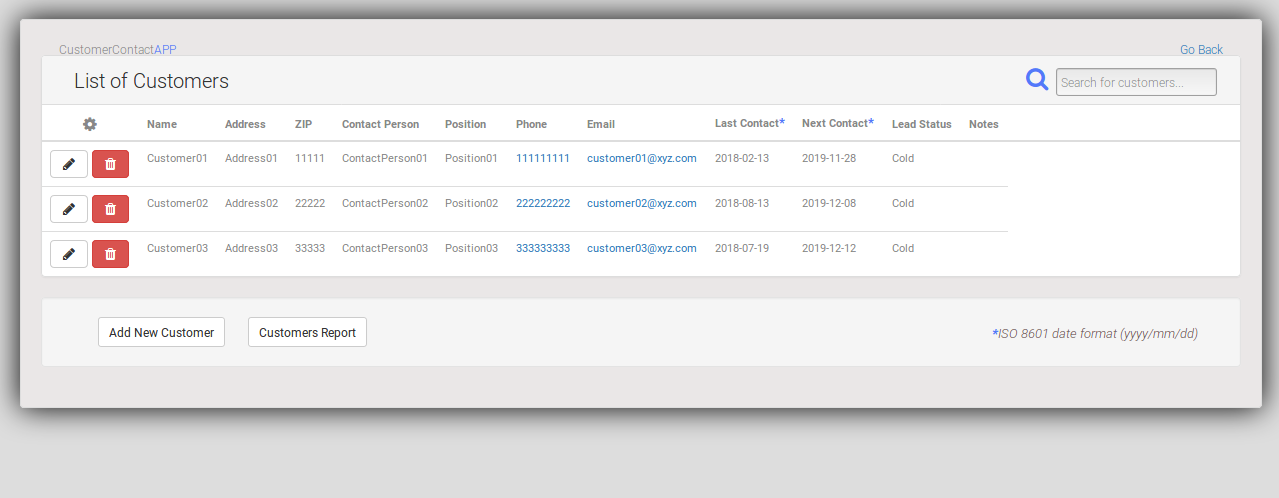 CustomerContactAPP Go Back
List of Customers Search for customers...
Name Address ZIP Contact Person Position Phone Email Last Contact* Next Contact* Lead Status Notes
Customer01 Address01 11111 ContactPerson01 Position01 111111111 customer01@xyz.com 2018-02-13 2019-11-28 Cold
Customer02 Address02 22222 ContactPerson02 Position02 222222222 customer02@xyz.com 2018-08-13 2019-12-08 Cold
Customer03 Address03 33333 ContactPerson03 Position03 333333333 customer03@xyz.com 2018-07-19 2019-12-12 Cold
Add New Customer Customers Report *ISO 8601 date format (yyyy/mm/dd)